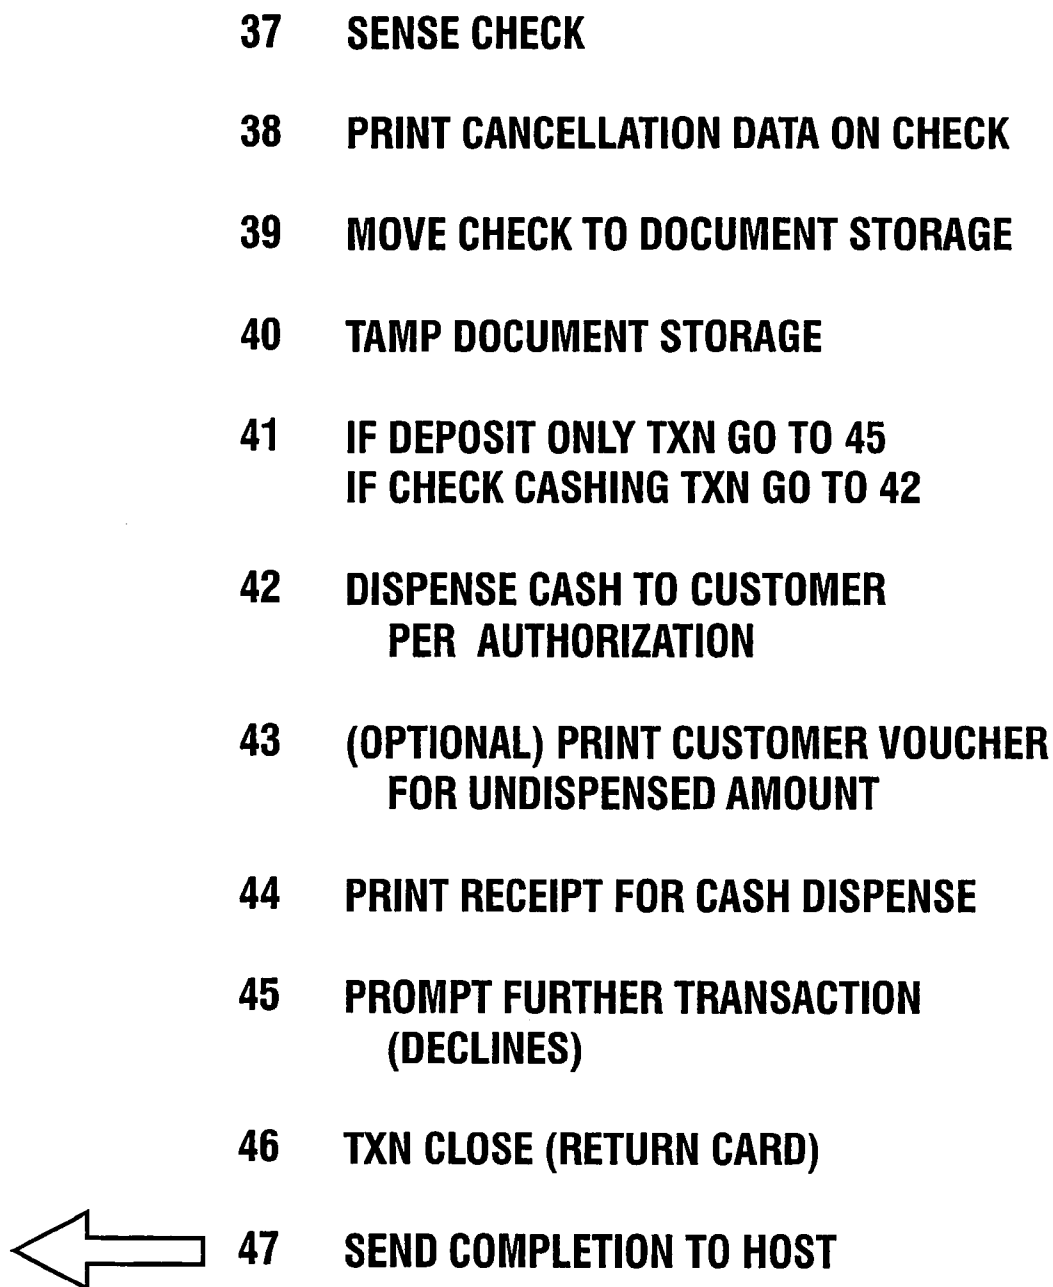 37 SENSE CHECK
38 PRINT CANCELLATION DATA ON CHECK
39 MOVE CHECK TO DOCUMENT STORAGE
40 TAMP DOCUMENT STORAGE
41 IF DEPOSIT ONLY TXN GO TO 45
IF CHECK CASHING TXN GO TO 42
42 DISPENSE CASH TO CUSTOMER
PER AUTHORIZATION
43 (OPTIONAL) PRINT CUSTOMER VOUCHER
FOR UNDISPENSED AMOUNT
44 PRINT RECEIPT FOR CASH DISPENSE
45 PROMPT FURTHER TRANSACTION
(DECLINES)
46 TXN CLOSE (RETURN CARD)
47 SEND COMPLETION TO HOST